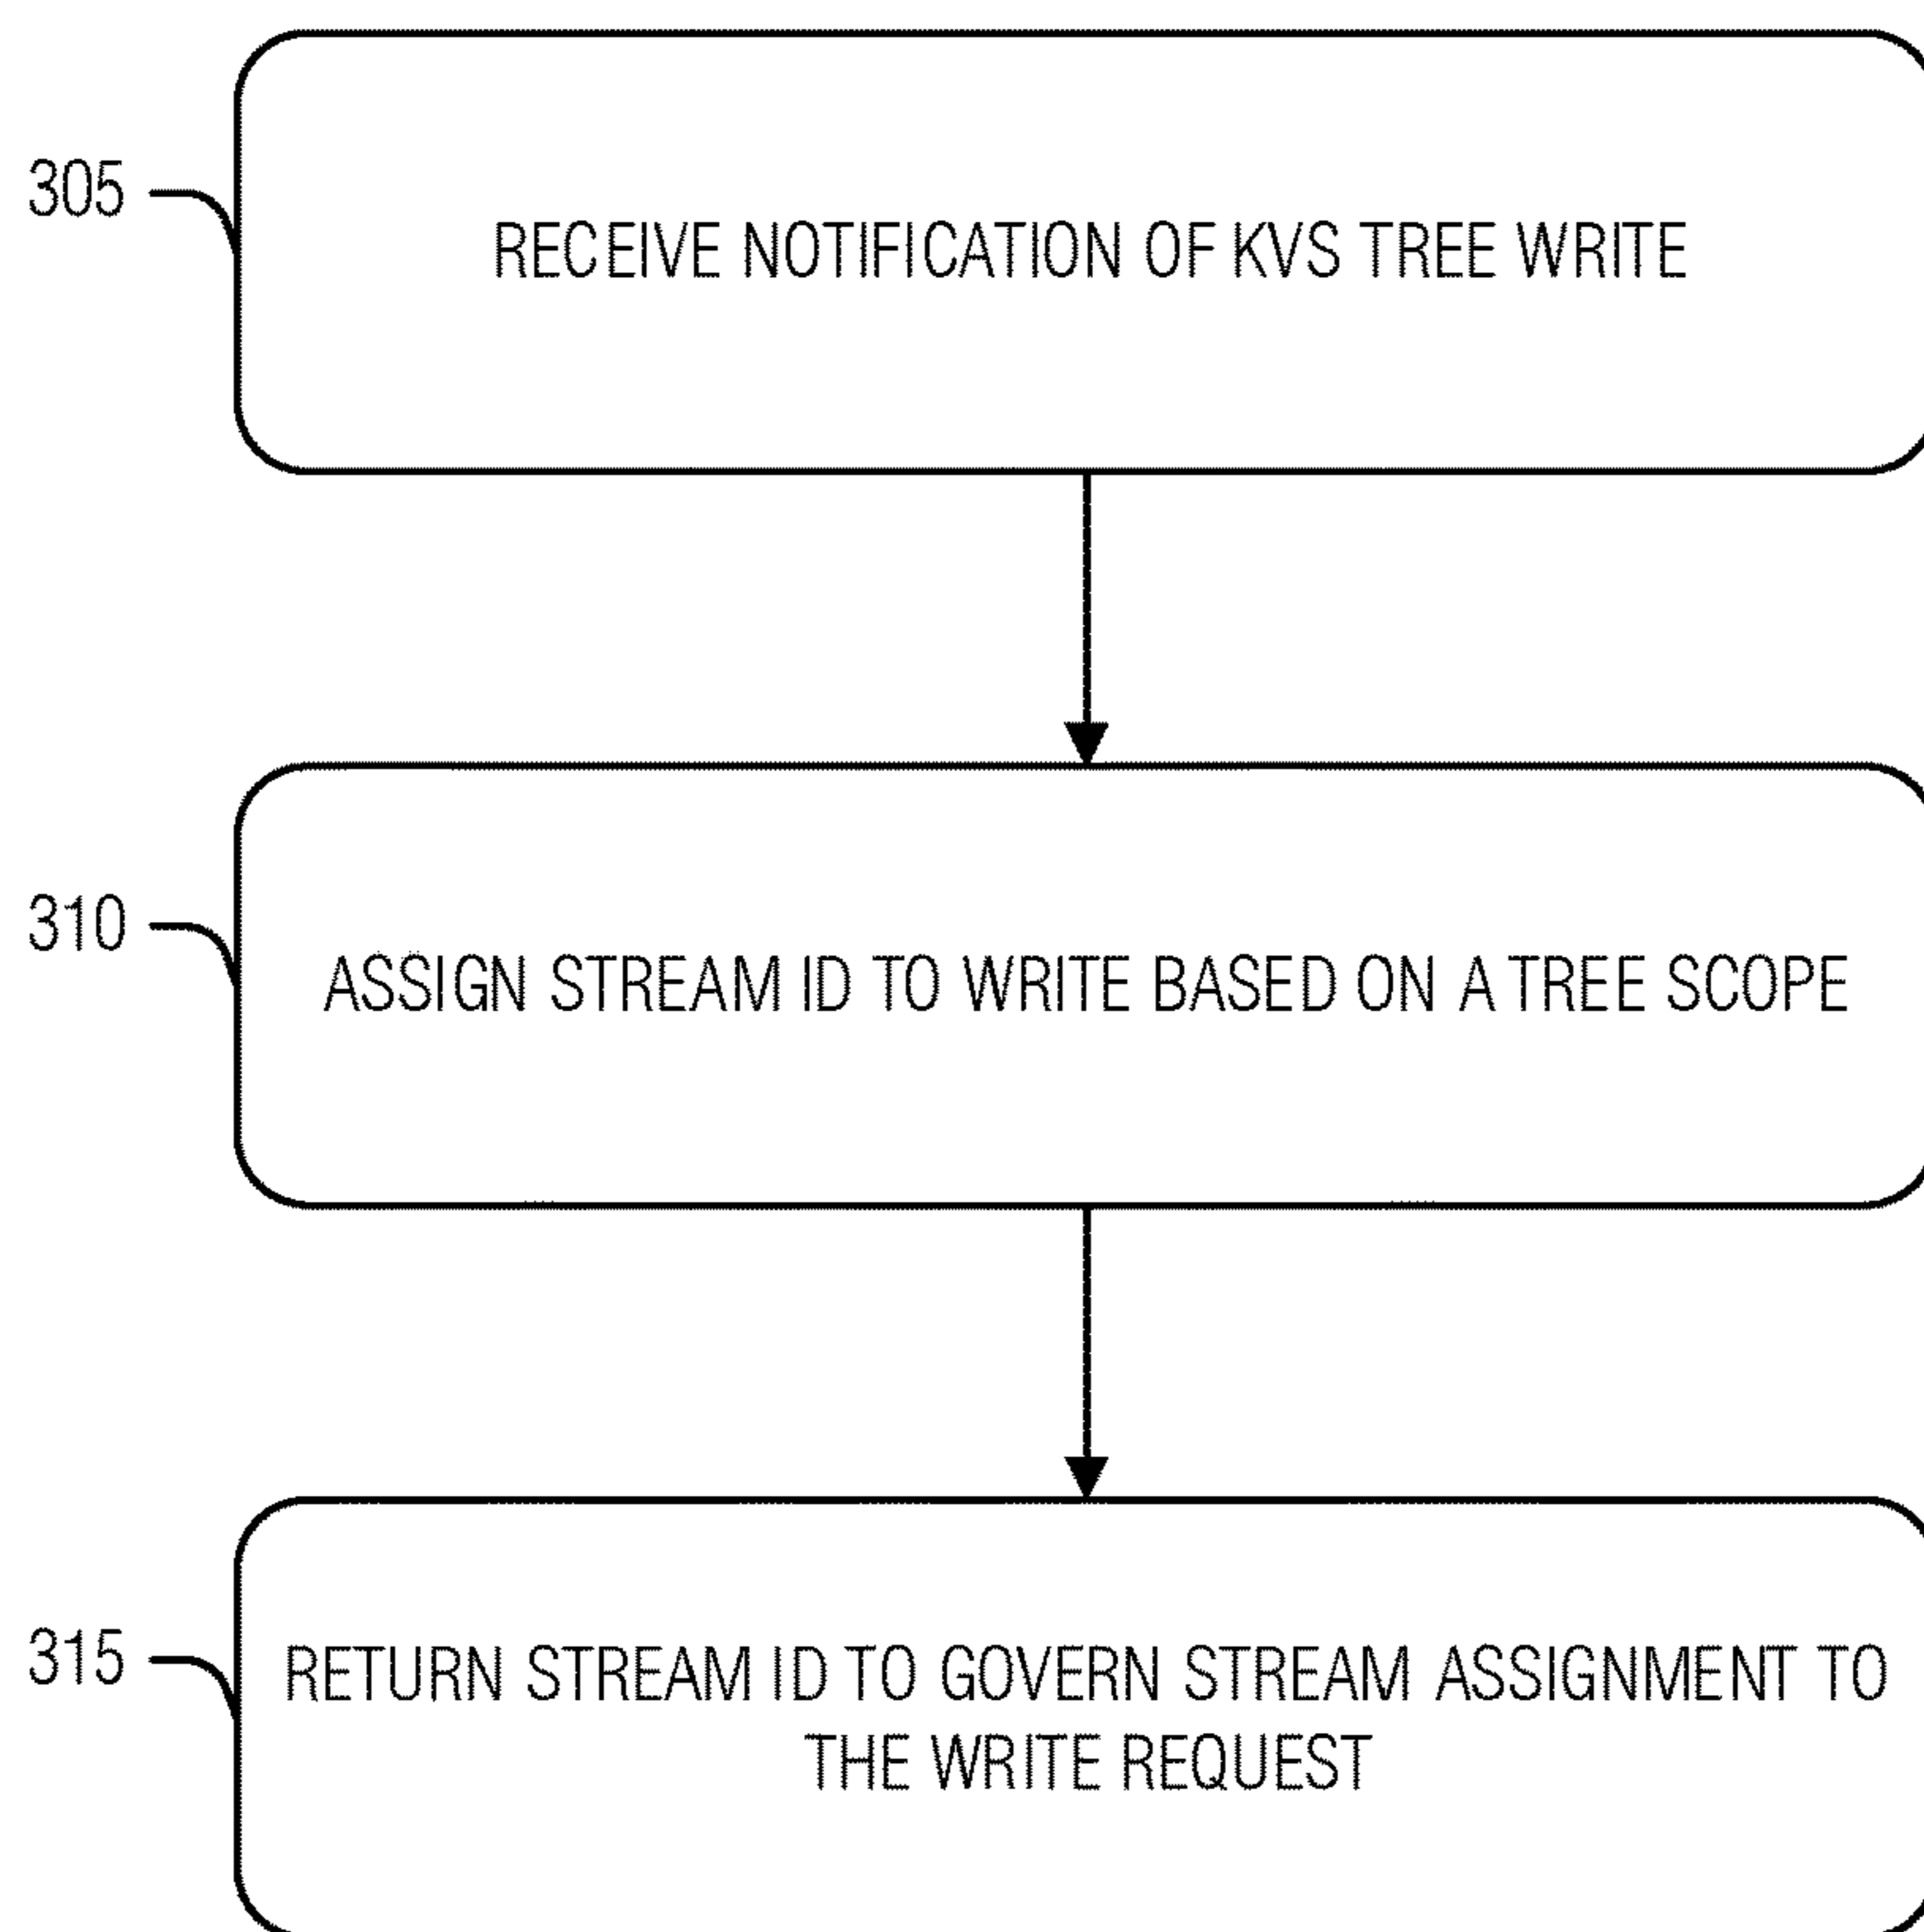 305
RECEIVE NOTIFICATION OF KVS TREE WRITE
310
ASSIGN STREAM ID TO WRITE BASED ON A TREE SCOPE
315
RETURN STREAM ID TO GOVERN STREAM ASSIGNMENT TO
THE WRITE REQUEST